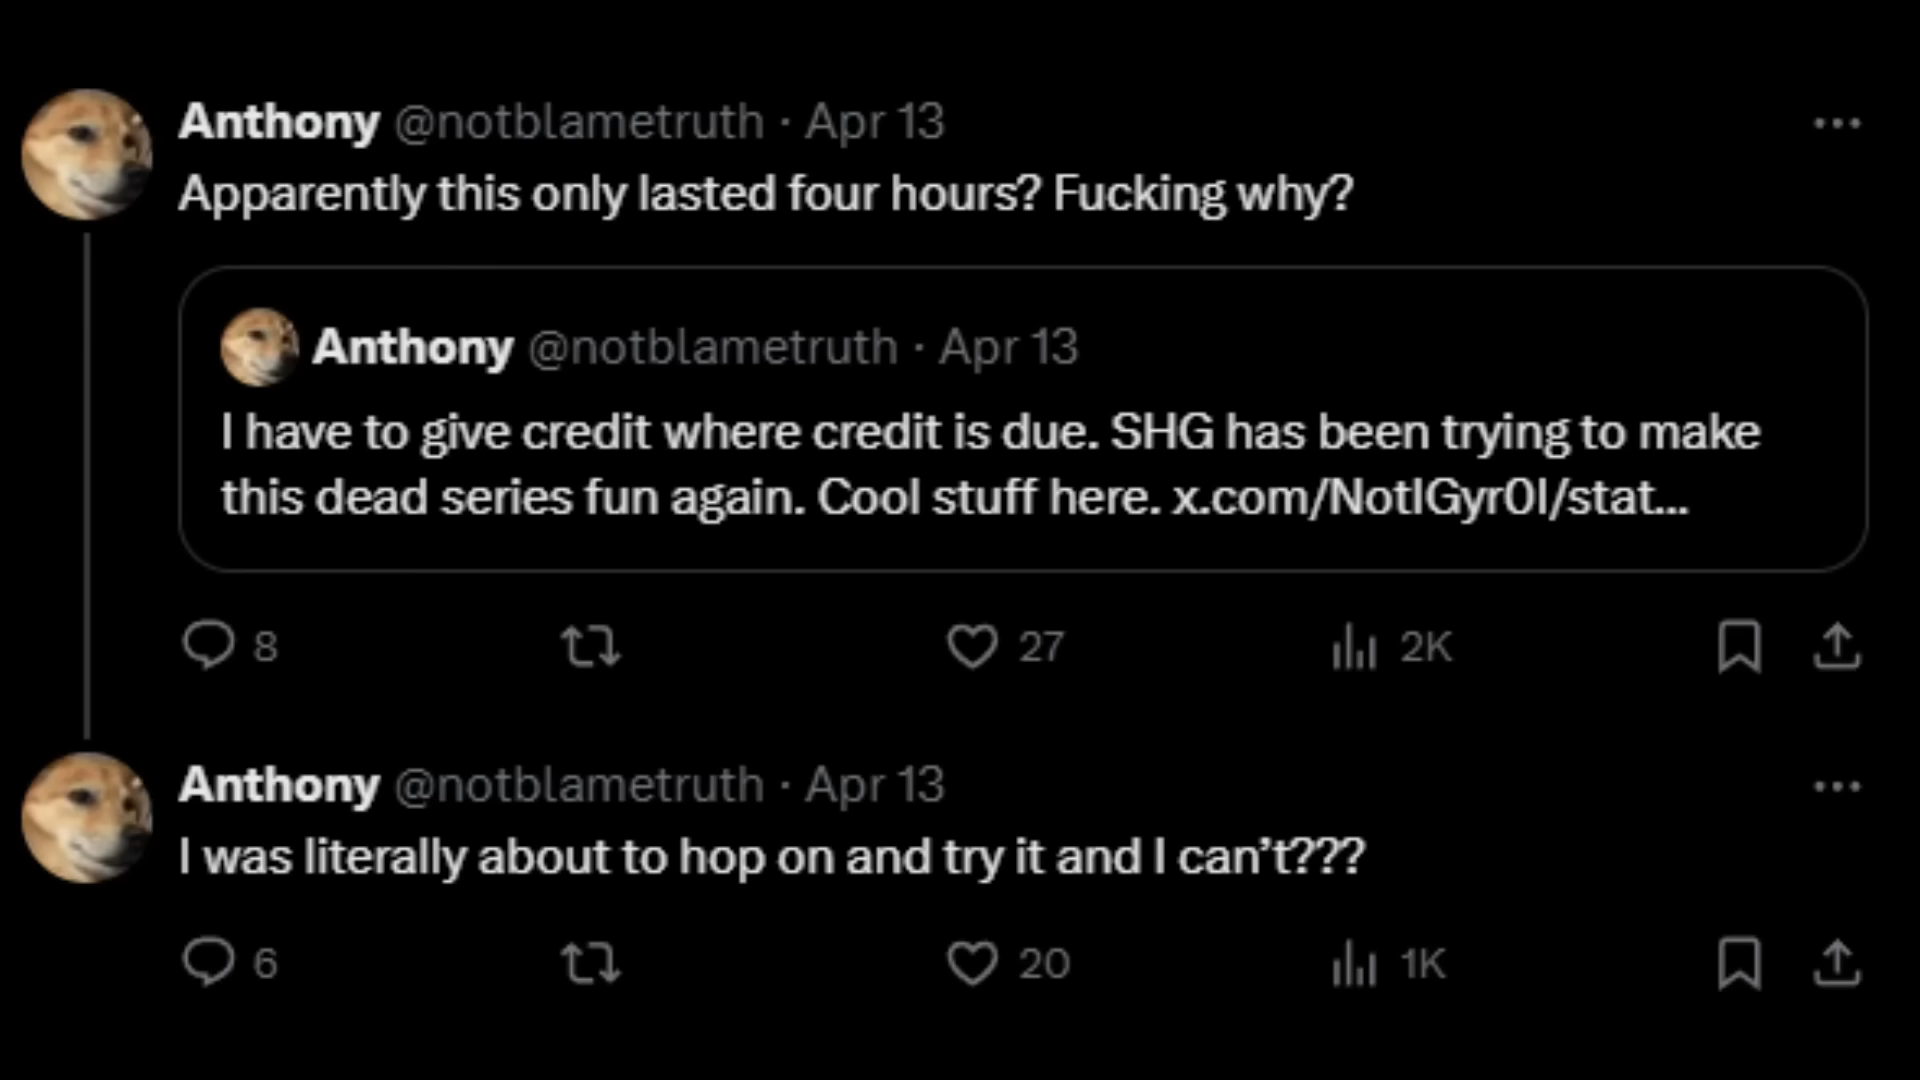 Anthony @notblametruth · Apr 13
Apparently this only lasted four hours? Fucking why?
Anthony @notblametruth · Apr 13
I have to give credit where credit is due. SHG has been trying to make
this dead series fun again. Cool stuff here. x.com/NotIGyr0I/stat...
8 27 2K
Anthony @notblametruth · Apr 13
I was literally about to hop on and try it and I can’t???
6 20 1K